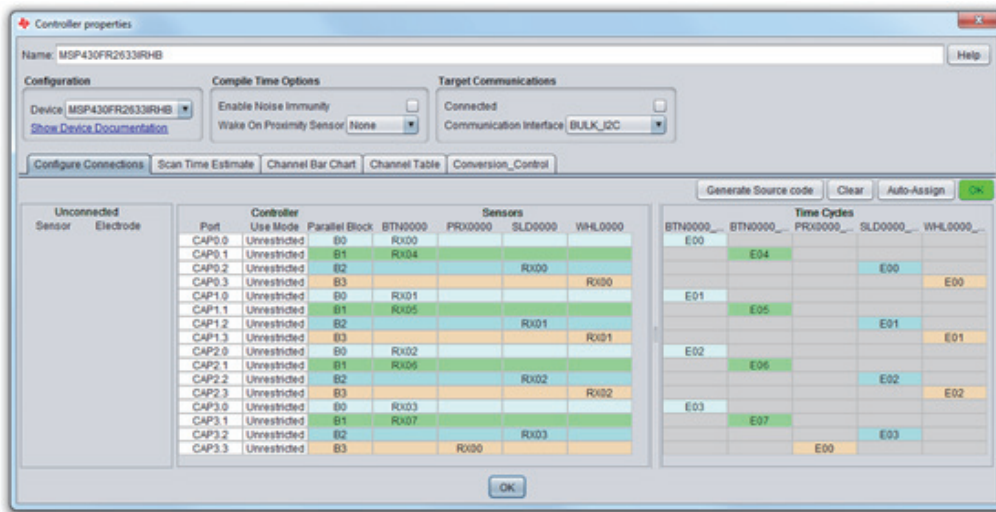 Controller properties
Name: MSP430FR2633IRHB Help
Configuration Compile Time Options Target Communications
Device MSP430FR2633IRHB Enable Noise Immunity Connected
Show Device Documentation Wake On Proximity Sensor None Communication Interface BULK_I2C
Configure Connections Scan Time Estimate Channel Bar Chart Channel Table Conversion_Control
Generate Source code Clear Auto-Assign OK
Unconnected Controller Sensors Time Cycles
Sensor Electrode Port Use Mode Parallel Block BTN0000 PRX0000 SLD0000 WHL0000 BTN0000_... BTN0000_... PRX0000_... SLD0000_... WHL0000_...
CAP0.0 Unrestricted B0 RX00 E00
CAP0.1 Unrestricted B1 RX04 E04
CAP0.2 Unrestricted B2 RX00 E00
CAP0.3 Unrestricted B3 RX00 E00
CAP1.0 Unrestricted B0 RX01 E01
CAP1.1 Unrestricted B1 RX05 E05
CAP1.2 Unrestricted B2 RX01 E01
CAP1.3 Unrestricted B3 RX01 E01
CAP2.0 Unrestricted B0 RX02 E02
CAP2.1 Unrestricted B1 RX06 E06
CAP2.2 Unrestricted B2 RX02 E02
CAP2.3 Unrestricted B3 RX02 E02
CAP3.0 Unrestricted B0 RX03 E03
CAP3.1 Unrestricted B1 RX07 E07
CAP3.2 Unrestricted B2 RX03 E03
CAP3.3 Unrestricted B3 RX00 E00
OK